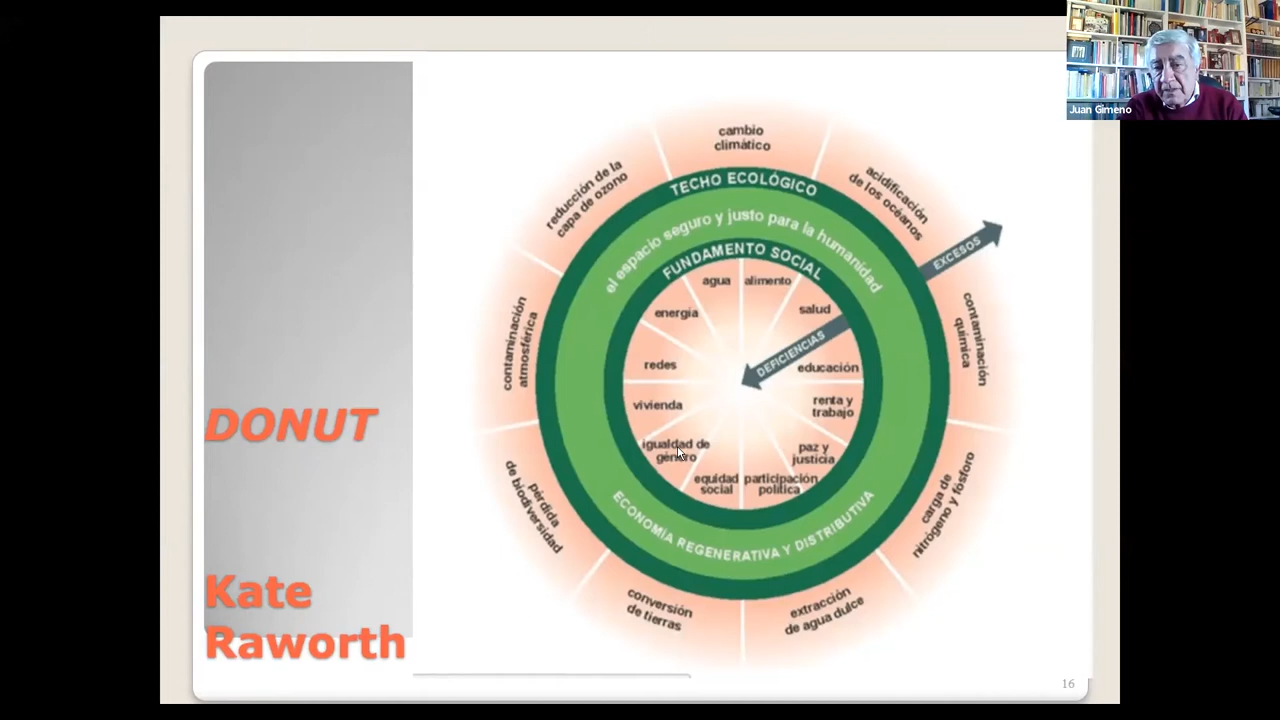 Juan Gimeno
DONUT
Kate
Raworth
cambio
climático
acidificación
de los océanos
EXCESOS
contaminación
química
carga de
nitrógeno y fósforo
extracción
de agua dulce
conversión
de tierras
pérdida
de biodiversidad
contaminación
atmosférica
reducción de la
capa de ozono
TECHO ECOLÓGICO
el espacio seguro y justo para la humanidad
FUNDAMENTO SOCIAL
agua
alimento
salud
DEFICIENCIAS
educación
renta y
trabajo
paz y
justicia
participación
política
equidad
social
igualdad de
género
vivienda
redes
energía
ECONOMÍA REGENERATIVA Y DISTRIBUTIVA
16